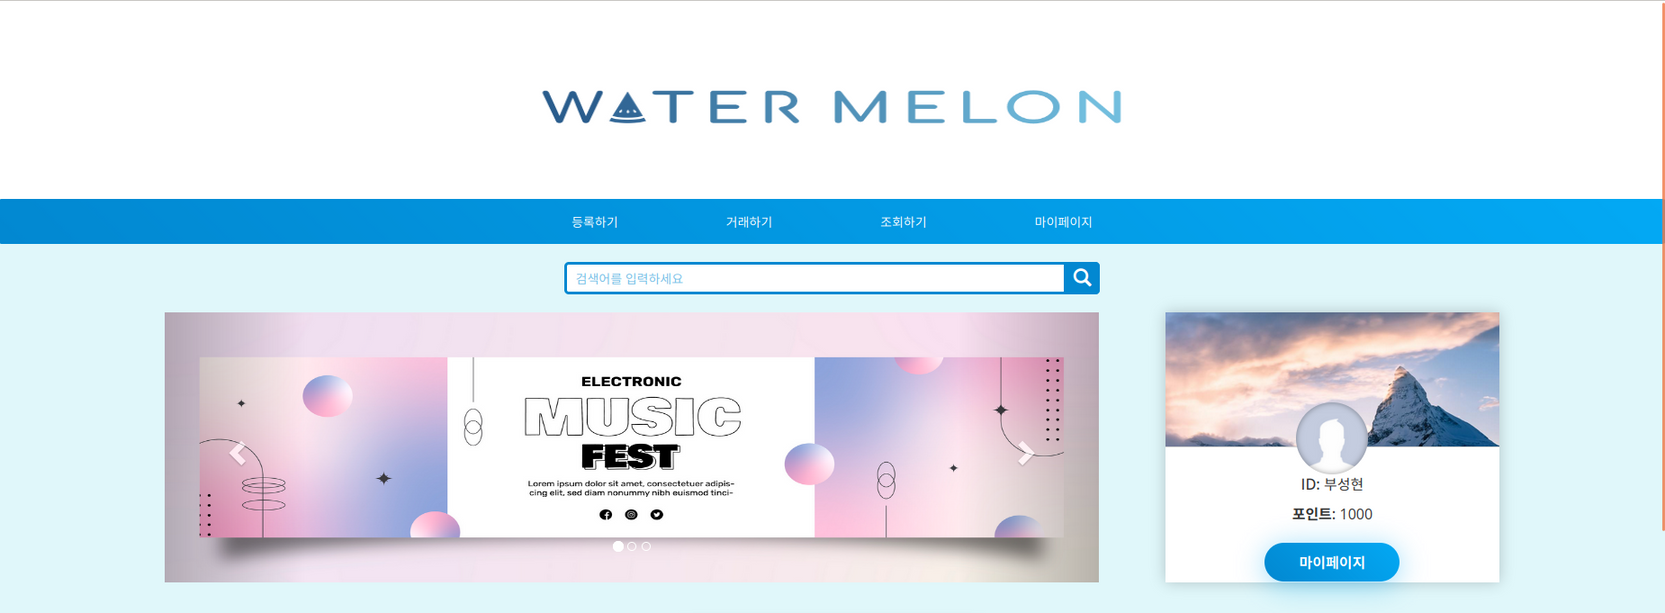 WATER MELON
등록하기 거래하기 조회하기 마이페이지
검색어를 입력하세요
ELECTRONIC
MUSIC
FEST
Lorem ipsum dolor sit amet, consectetuer adipis-
cing elit, sed diam nonummy nibh euismod tinci-
ID: 부성현
포인트: 1000
마이페이지